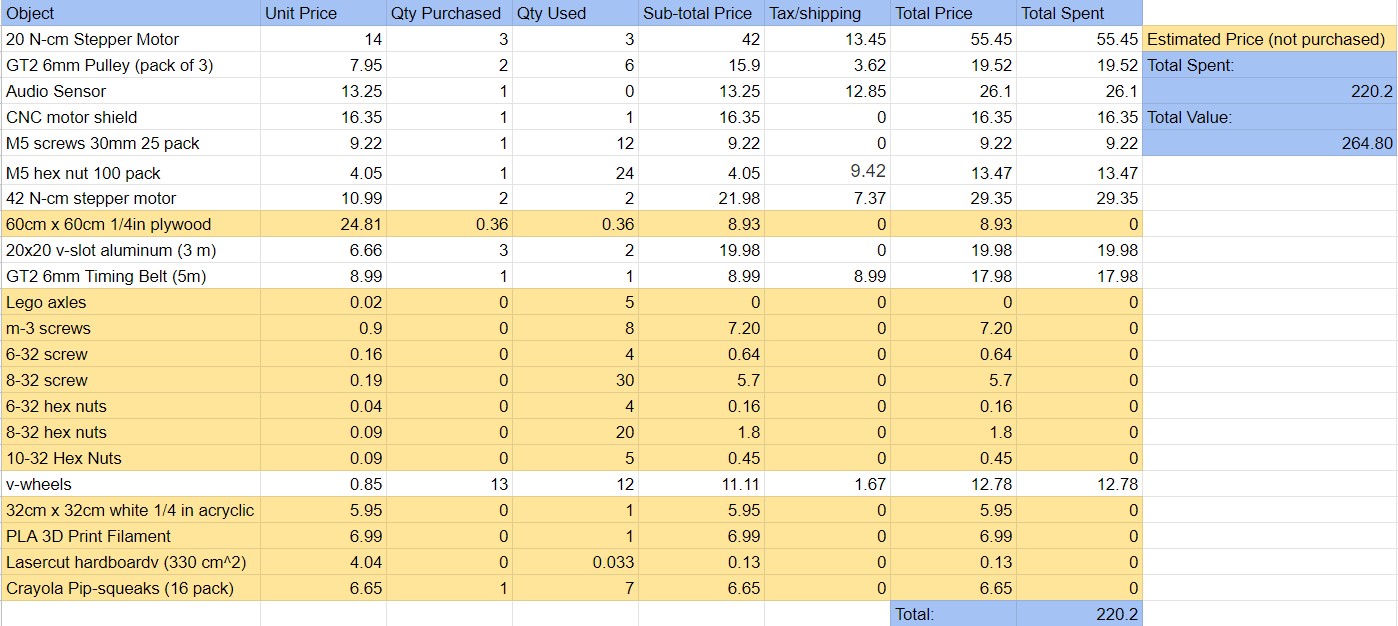 Object Unit Price Qty Purchased Qty Used Sub-total Price Tax/shipping Total Price Total Spent
20 N-cm Stepper Motor 14 3 3 42 13.45 55.45 55.45 Estimated Price (not purchased)
GT2 6mm Pulley (pack of 3) 7.95 2 6 15.9 3.62 19.52 19.52 Total Spent:
Audio Sensor 13.25 1 0 13.25 12.85 26.1 26.1 220.2
CNC motor shield 16.35 1 1 16.35 0 16.35 16.35 Total Value:
M5 screws 30mm 25 pack 9.22 1 12 9.22 0 9.22 9.22 264.80
M5 hex nut 100 pack 4.05 1 24 4.05 9.42 13.47 13.47
42 N-cm stepper motor 10.99 2 2 21.98 7.37 29.35 29.35
60cm x 60cm 1/4in plywood 24.81 0.36 0.36 8.93 0 8.93 0
20x20 v-slot aluminum (3 m) 6.66 3 2 19.98 0 19.98 19.98
GT2 6mm Timing Belt (5m) 8.99 1 1 8.99 8.99 17.98 17.98
Lego axles 0.02 0 5 0 0 0 0
m-3 screws 0.9 0 8 7.20 0 7.20 0
6-32 screw 0.16 0 4 0.64 0 0.64 0
8-32 screw 0.19 0 30 5.7 0 5.7 0
6-32 hex nuts 0.04 0 4 0.16 0 0.16 0
8-32 hex nuts 0.09 0 20 1.8 0 1.8 0
10-32 Hex Nuts 0.09 0 5 0.45 0 0.45 0
v-wheels 0.85 13 12 11.11 1.67 12.78 12.78
32cm x 32cm white 1/4 in acryclic 5.95 0 1 5.95 0 5.95 0
PLA 3D Print Filament 6.99 0 1 6.99 0 6.99 0
Lasercut hardboardv (330 cm^2) 4.04 0 0.033 0.13 0 0.13 0
Crayola Pip-squeaks (16 pack) 6.65 1 7 6.65 0 6.65 0
Total: 220.2